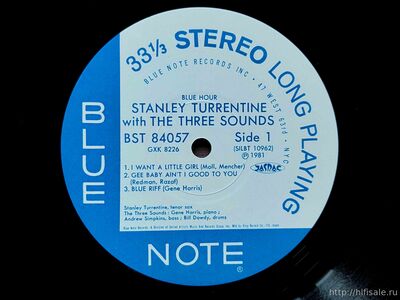 33⅓ STEREO LONG PLAYING
BLUE NOTE RECORDS INC • 47 WEST 63rd • NYC
BLUE HOUR
STANLEY TURRENTINE
with THE THREE SOUNDS
BST 84057 Side 1
GXK 8226 (SILBT 10962)
℗ 1981 JASRAC
1. I WANT A LITTLE GIRL (Moll, Mencher)
2. GEE BABY, AIN'T I GOOD TO YOU
(Redman, Razaf)
3. BLUE RIFF (Gene Harris)
Stanley Turrentine, tenor sax
The Three Sounds : Gene Harris, piano ;
Andrew Simpkins, bass ; Bill Dowdy, drums
BLUE
NOTE
®
http://hifisale.ru